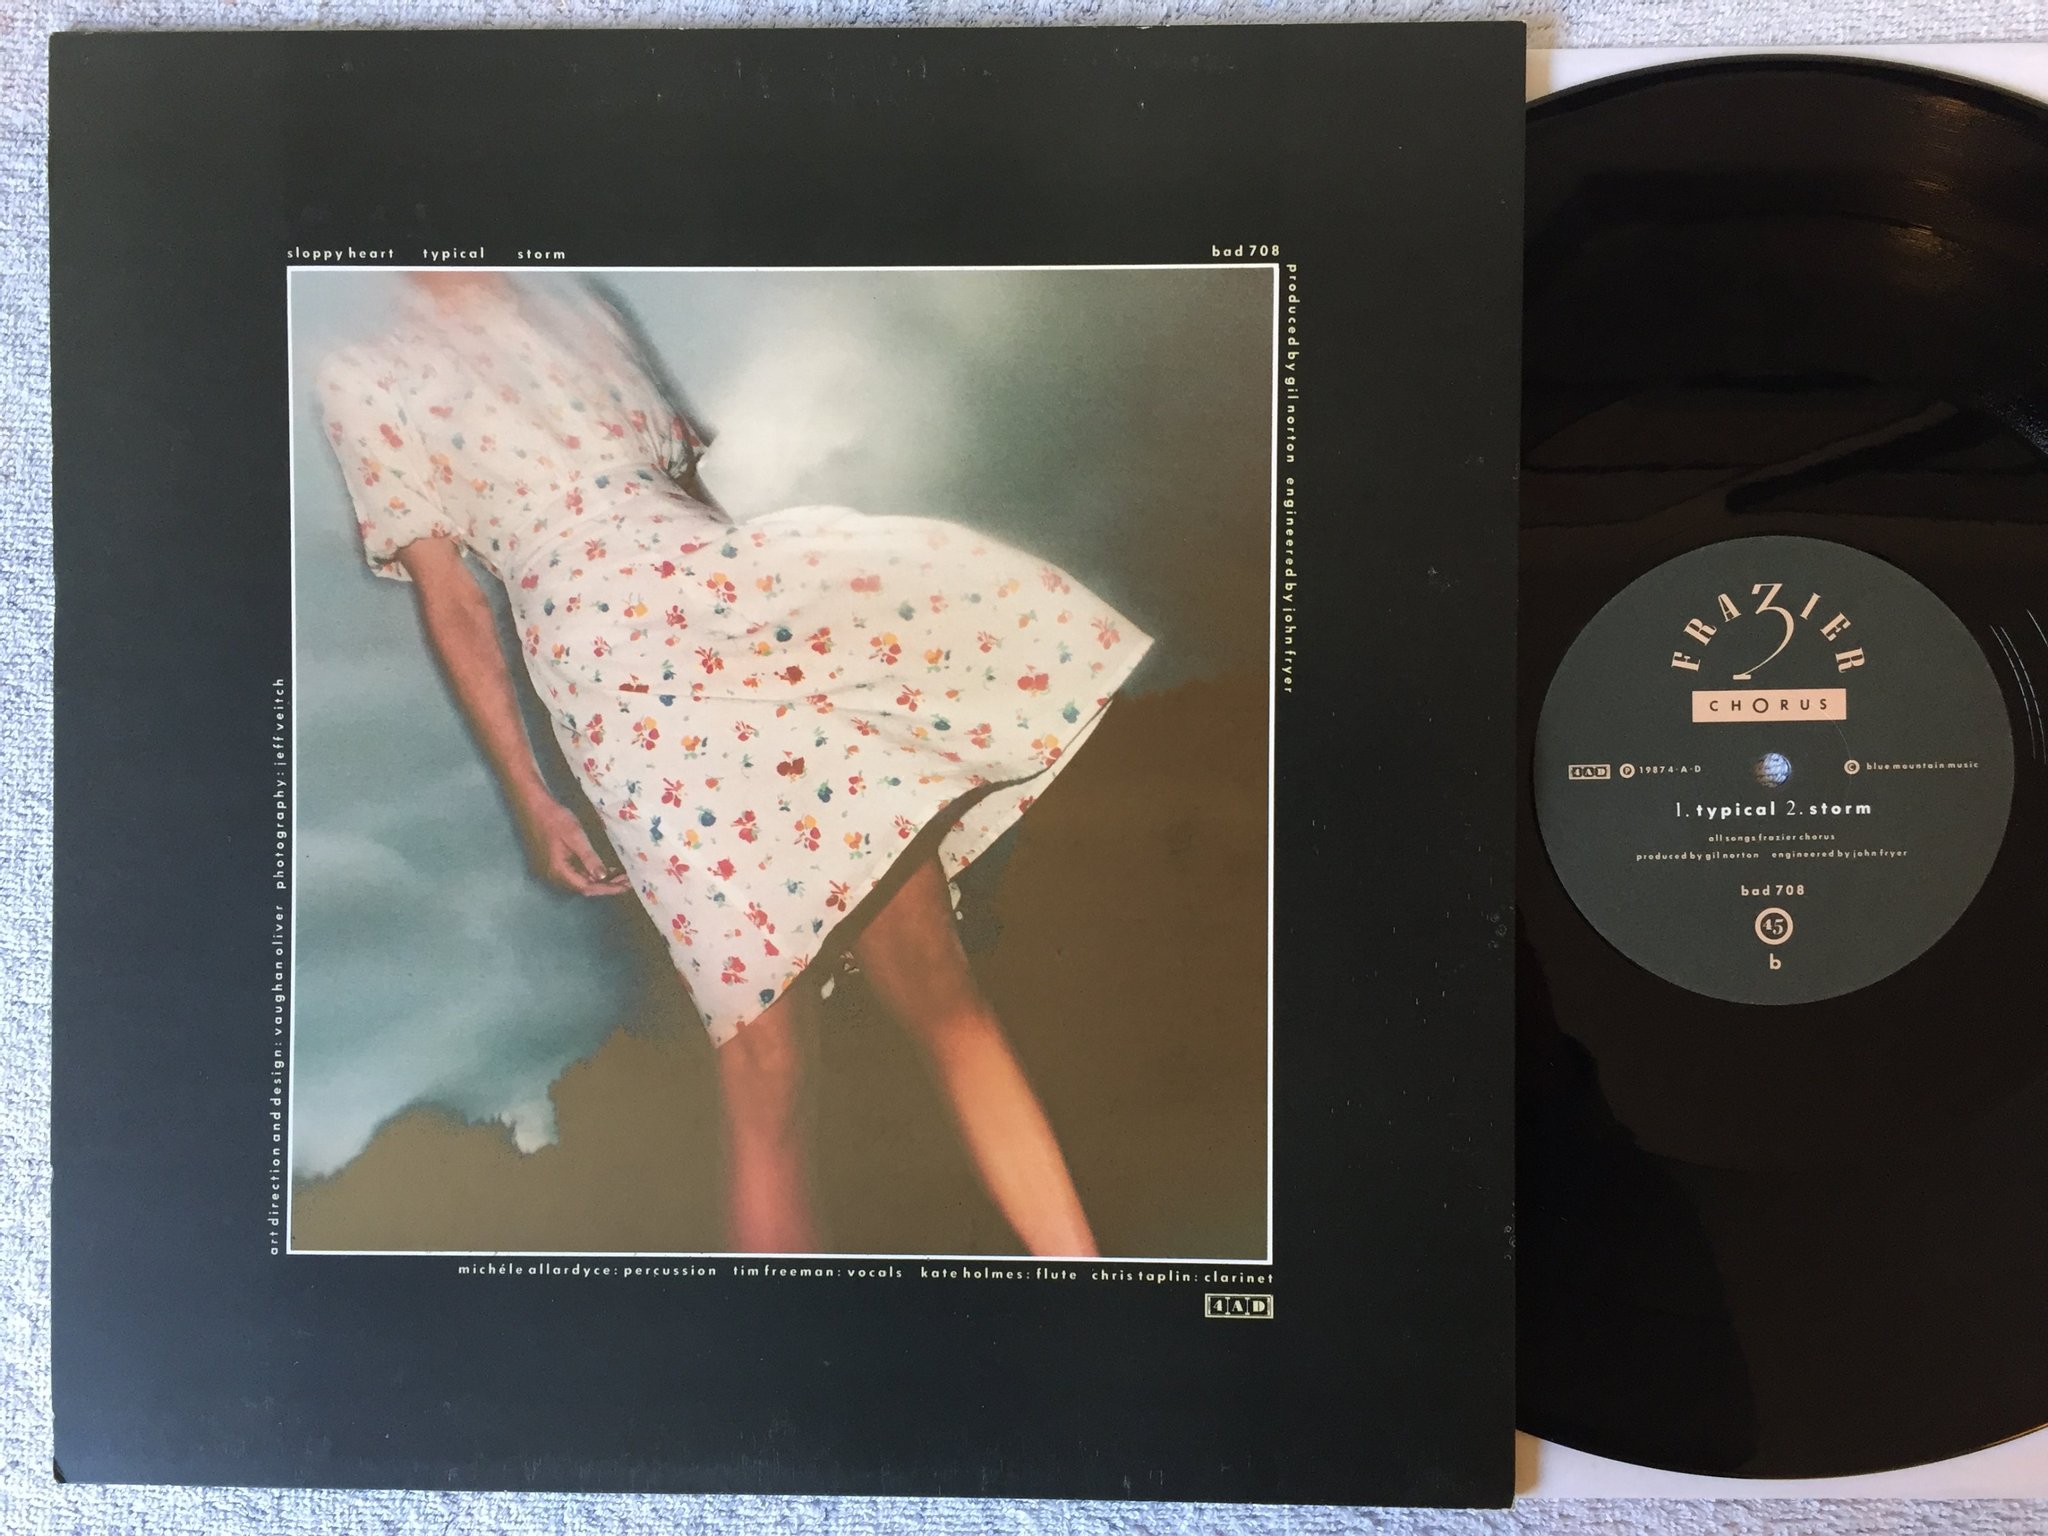 sloppy heart typical storm
bad 708
produced by gil norton engineered by john fryer
art direction and design: vaughan oliver photography: jeff veitch
michéle allardyce: percussion tim freeman: vocals kate holmes: flute chris taplin: clarinet
4AD
FRAZIER
CHORUS
4AD ℗ 1987 4-A-D
© blue mountain music
1. typical 2. storm
all songs frazier chorus
produced by gil norton engineered by john fryer
bad 708
45
b